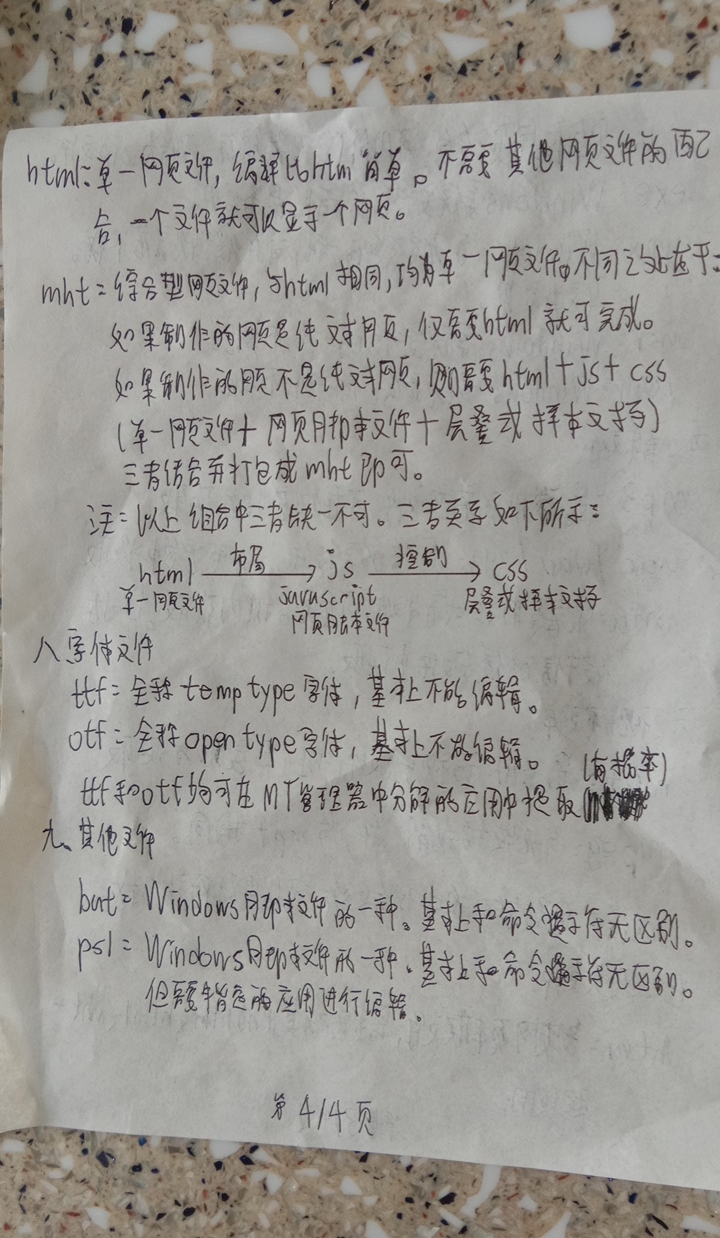 html：单一网页文件，编辑比htm简单。不需要其他网页文件的配
合，一个文件就可以显示一个网页。
mht=综合型网页文件，与html相同，均为单一网页文件。不同之处在于：
如果制作的网页是纯文对网页，仅需要html就可完成。
如果制作的网页不是纯文对网页，则需要html+js+css
(单一网页文件+网页脚本文件+层叠或样本文档)
三者结合并打包成mht即可。
注=以上组合中三者缺一不可。三者关系如下所示：
html 布局 → js 控制 → css
单一网页文件 javascript 层叠或样本文档
网页脚本文件
八、字体文件
ttf=全称temp type字体，基本上不能编辑。
otf=全称open type字体，基本上不能编辑。
(有概率)
ttf和otf均可在MT管理器中分解的应用中提取
九、其他文件
bat=Windows脚本文件的一种。基本上和命令提示符无区别。
ps1=Windows脚本文件的一种。基本上和命令提示符无区别。
但需要指定的应用进行编辑。
第4/4页